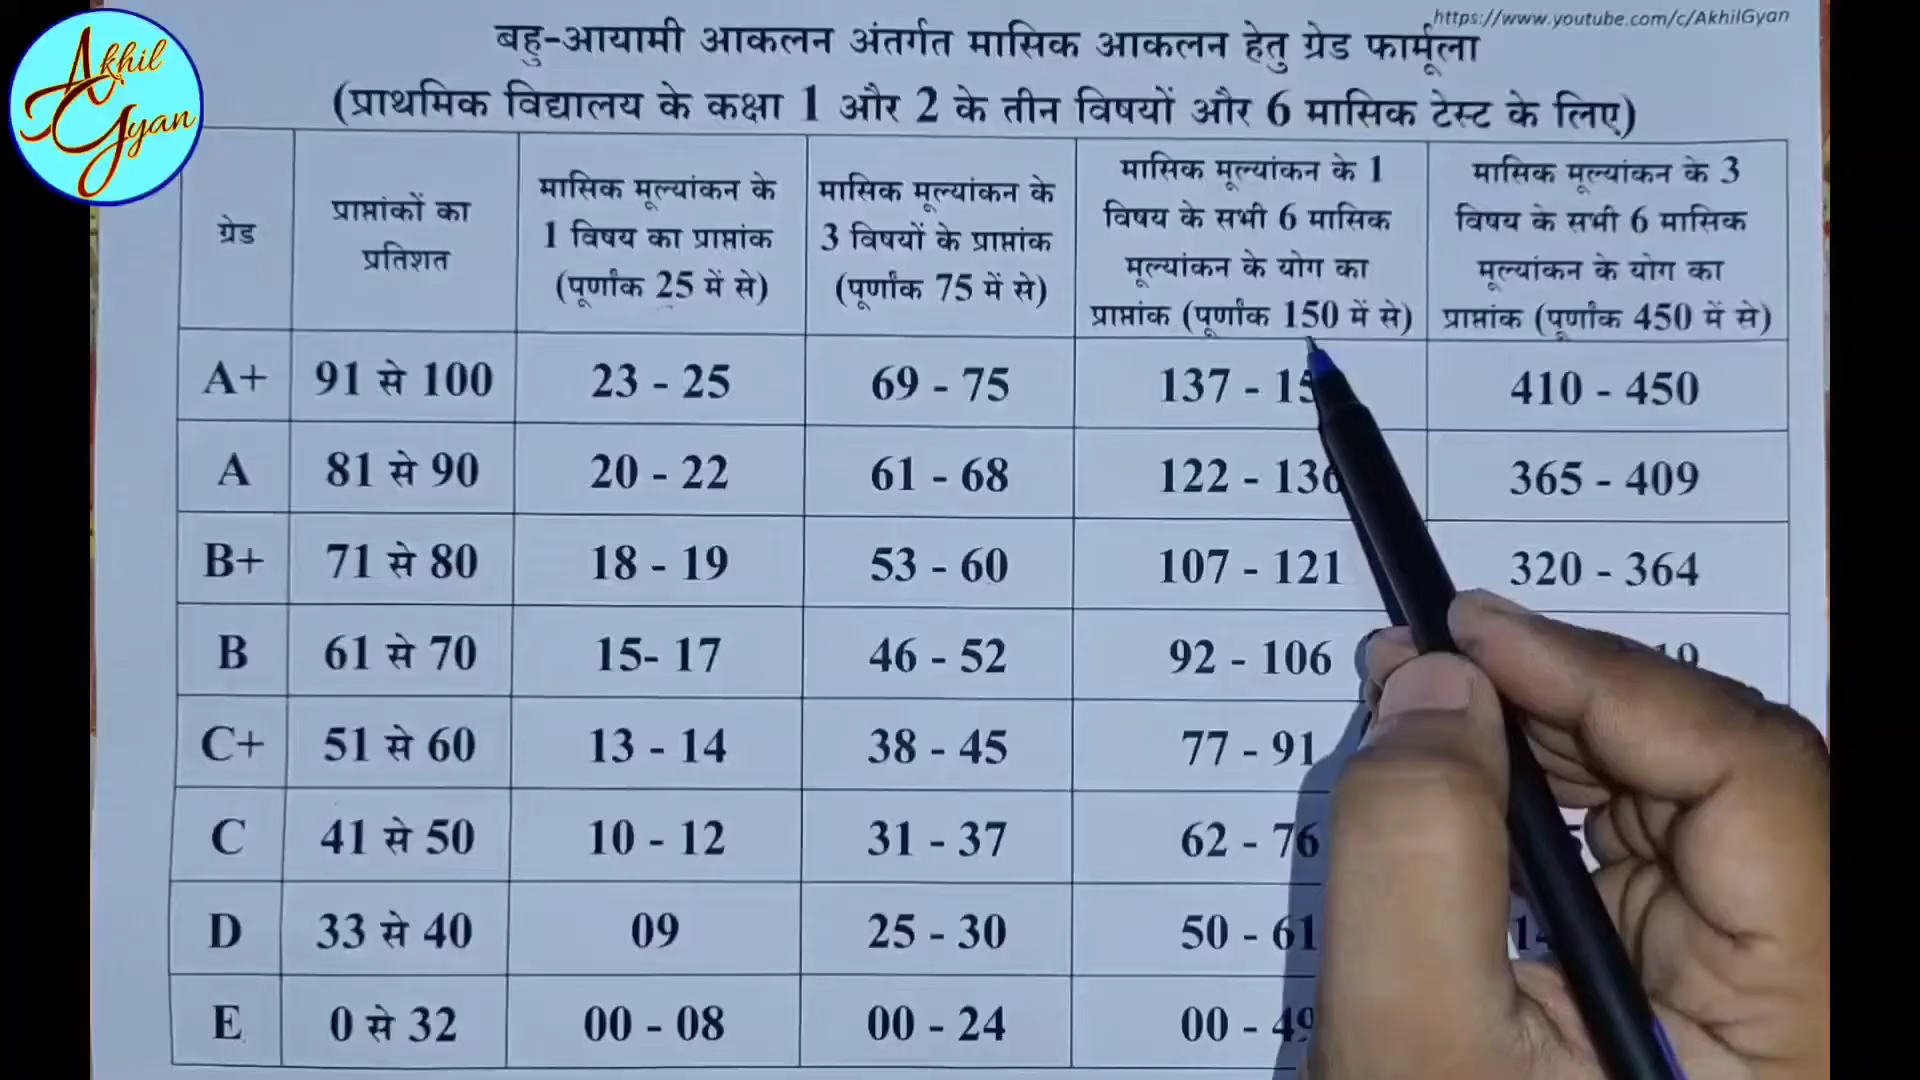 https://www.youtube.com/c/AkhilGyan
Akhil
Gyan
बहु-आयामी आकलन अंतर्गत मासिक आकलन हेतु ग्रेड फार्मूला
(प्राथमिक विद्यालय के कक्षा 1 और 2 के तीन विषयों और 6 मासिक टेस्ट के लिए)
ग्रेड
प्राप्तांकों का
प्रतिशत
मासिक मूल्यांकन के
1 विषय का प्राप्तांक
(पूर्णांक 25 में से)
मासिक मूल्यांकन के
3 विषयों के प्राप्तांक
(पूर्णांक 75 में से)
मासिक मूल्यांकन के 1
विषय के सभी 6 मासिक
मूल्यांकन के योग का
प्राप्तांक (पूर्णांक 150 में से)
मासिक मूल्यांकन के 3
विषय के सभी 6 मासिक
मूल्यांकन के योग का
प्राप्तांक (पूर्णांक 450 में से)
A+ 91 से 100 23 - 25 69 - 75 137 - 410 - 450
A 81 से 90 20 - 22 61 - 68 122 - 136 365 - 409
B+ 71 से 80 18 - 19 53 - 60 107 - 121 320 - 364
B 61 से 70 15- 17 46 - 52 92 - 106
C+ 51 से 60 13 - 14 38 - 45 77 - 91
C 41 से 50 10 - 12 31 - 37 62 - 76
D 33 से 40 09 25 - 30 50 - 61
E 0 से 32 00 - 08 00 - 24 00 - 49